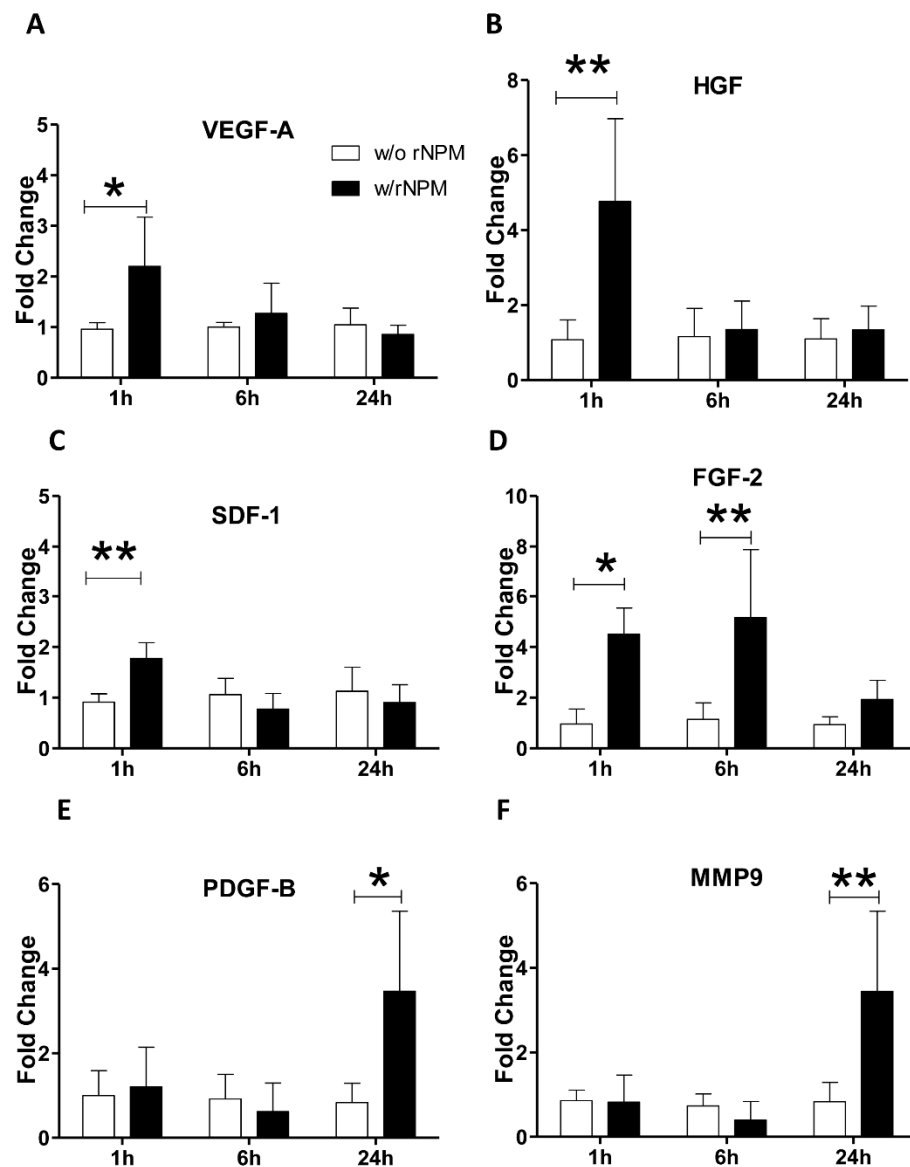 A
VEGF-A
w/o rNPM
w/rNPM
*
Fold Change
5
4
3
2
1
0
1h 6h 24h
B
HGF
**
Fold Change
8
6
4
2
0
1h 6h 24h
C
SDF-1
**
Fold Change
5
4
3
2
1
0
1h 6h 24h
D
FGF-2
*
**
Fold Change
10
8
6
4
2
0
1h 6h 24h
E
PDGF-B
*
Fold Change
6
4
2
0
1h 6h 24h
F
MMP9
**
Fold Change
6
4
2
0
1h 6h 24h